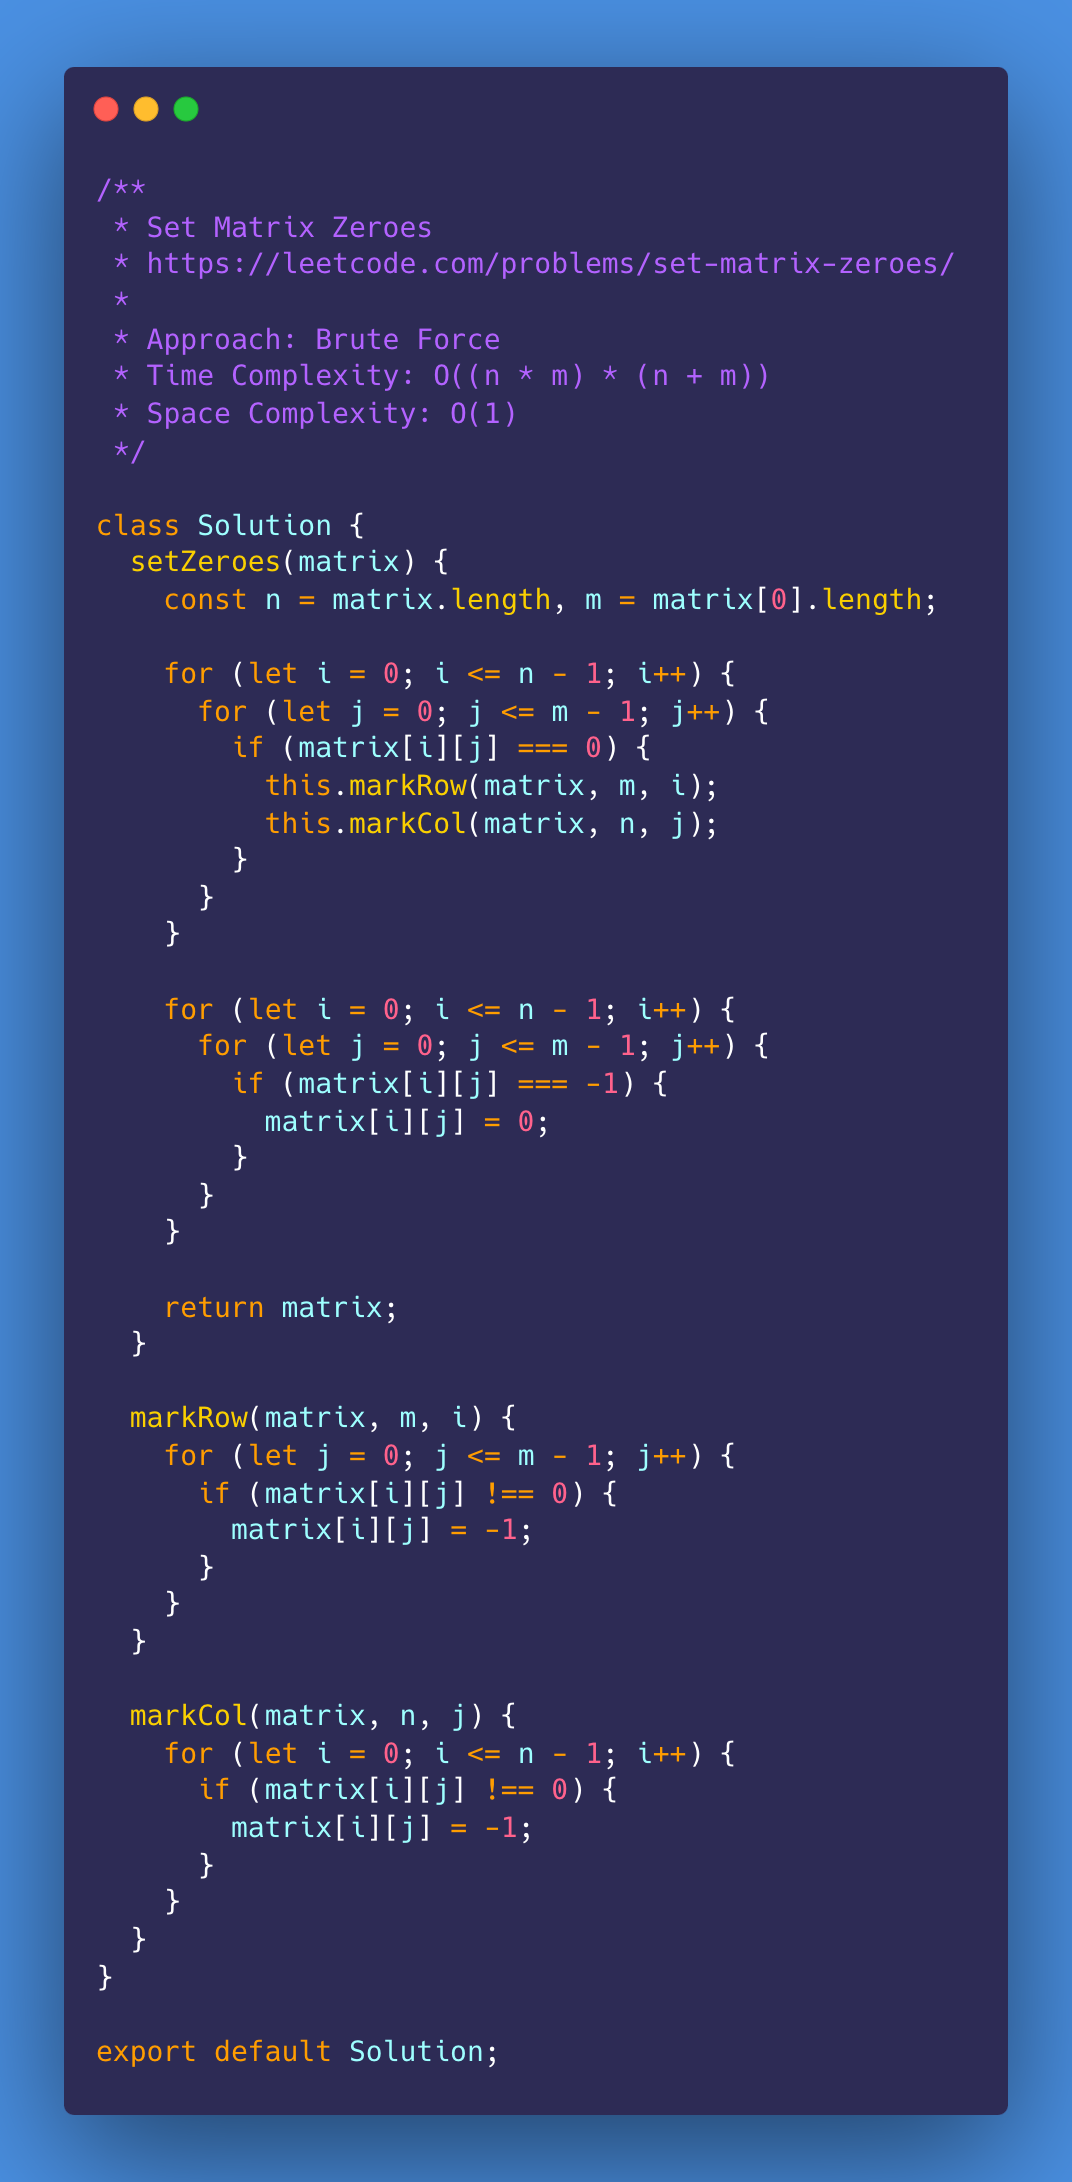 /**
 * Set Matrix Zeroes
 * https://leetcode.com/problems/set-matrix-zeroes/
 *
 * Approach: Brute Force
 * Time Complexity: O((n * m) * (n + m))
 * Space Complexity: O(1)
 */

class Solution {
  setZeroes(matrix) {
    const n = matrix.length, m = matrix[0].length;

    for (let i = 0; i <= n - 1; i++) {
      for (let j = 0; j <= m - 1; j++) {
        if (matrix[i][j] === 0) {
          this.markRow(matrix, m, i);
          this.markCol(matrix, n, j);
        }
      }
    }

    for (let i = 0; i <= n - 1; i++) {
      for (let j = 0; j <= m - 1; j++) {
        if (matrix[i][j] === -1) {
          matrix[i][j] = 0;
        }
      }
    }

    return matrix;
  }

  markRow(matrix, m, i) {
    for (let j = 0; j <= m - 1; j++) {
      if (matrix[i][j] !== 0) {
        matrix[i][j] = -1;
      }
    }
  }

  markCol(matrix, n, j) {
    for (let i = 0; i <= n - 1; i++) {
      if (matrix[i][j] !== 0) {
        matrix[i][j] = -1;
      }
    }
  }
}

export default Solution;